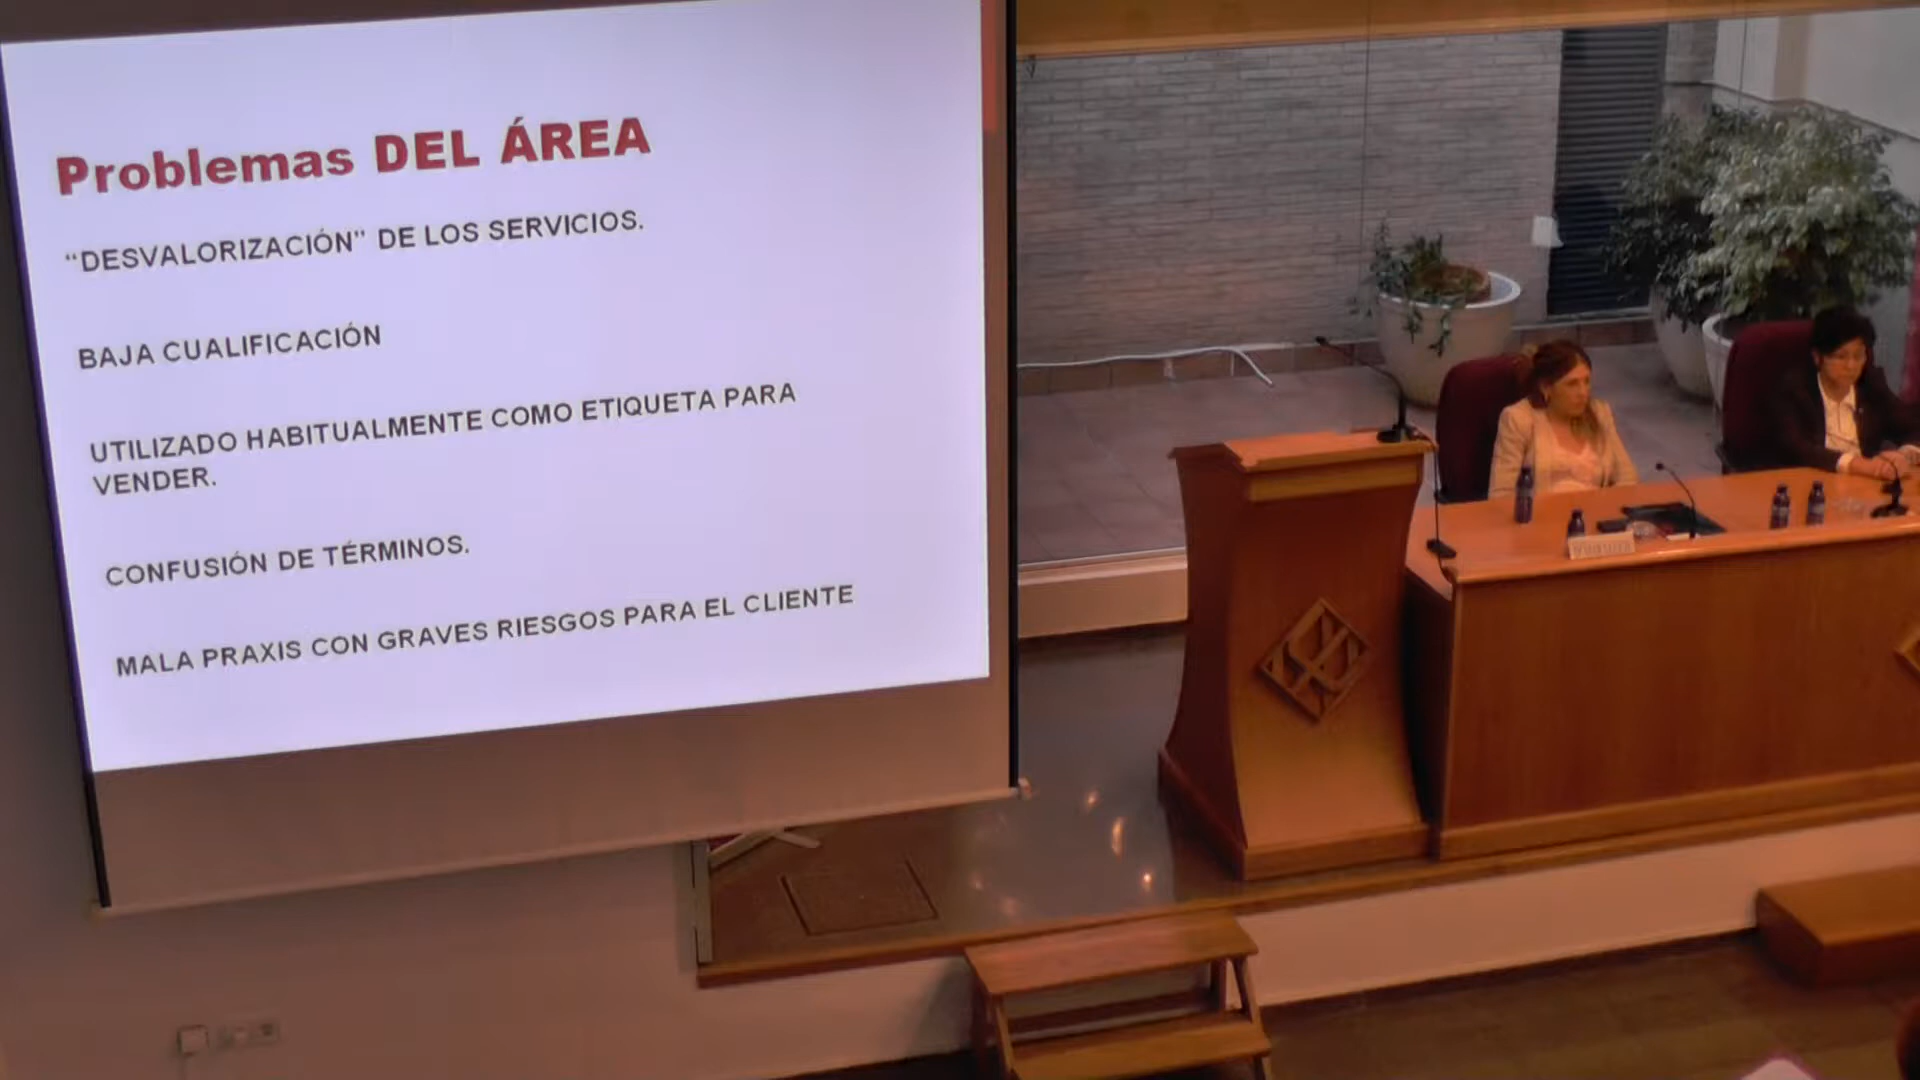 Problemas DEL ÁREA
“DESVALORIZACIÓN” DE LOS SERVICIOS.
BAJA CUALIFICACIÓN
UTILIZADO HABITUALMENTE COMO ETIQUETA PARA
VENDER.
CONFUSIÓN DE TÉRMINOS.
MALA PRAXIS CON GRAVES RIESGOS PARA EL CLIENTE